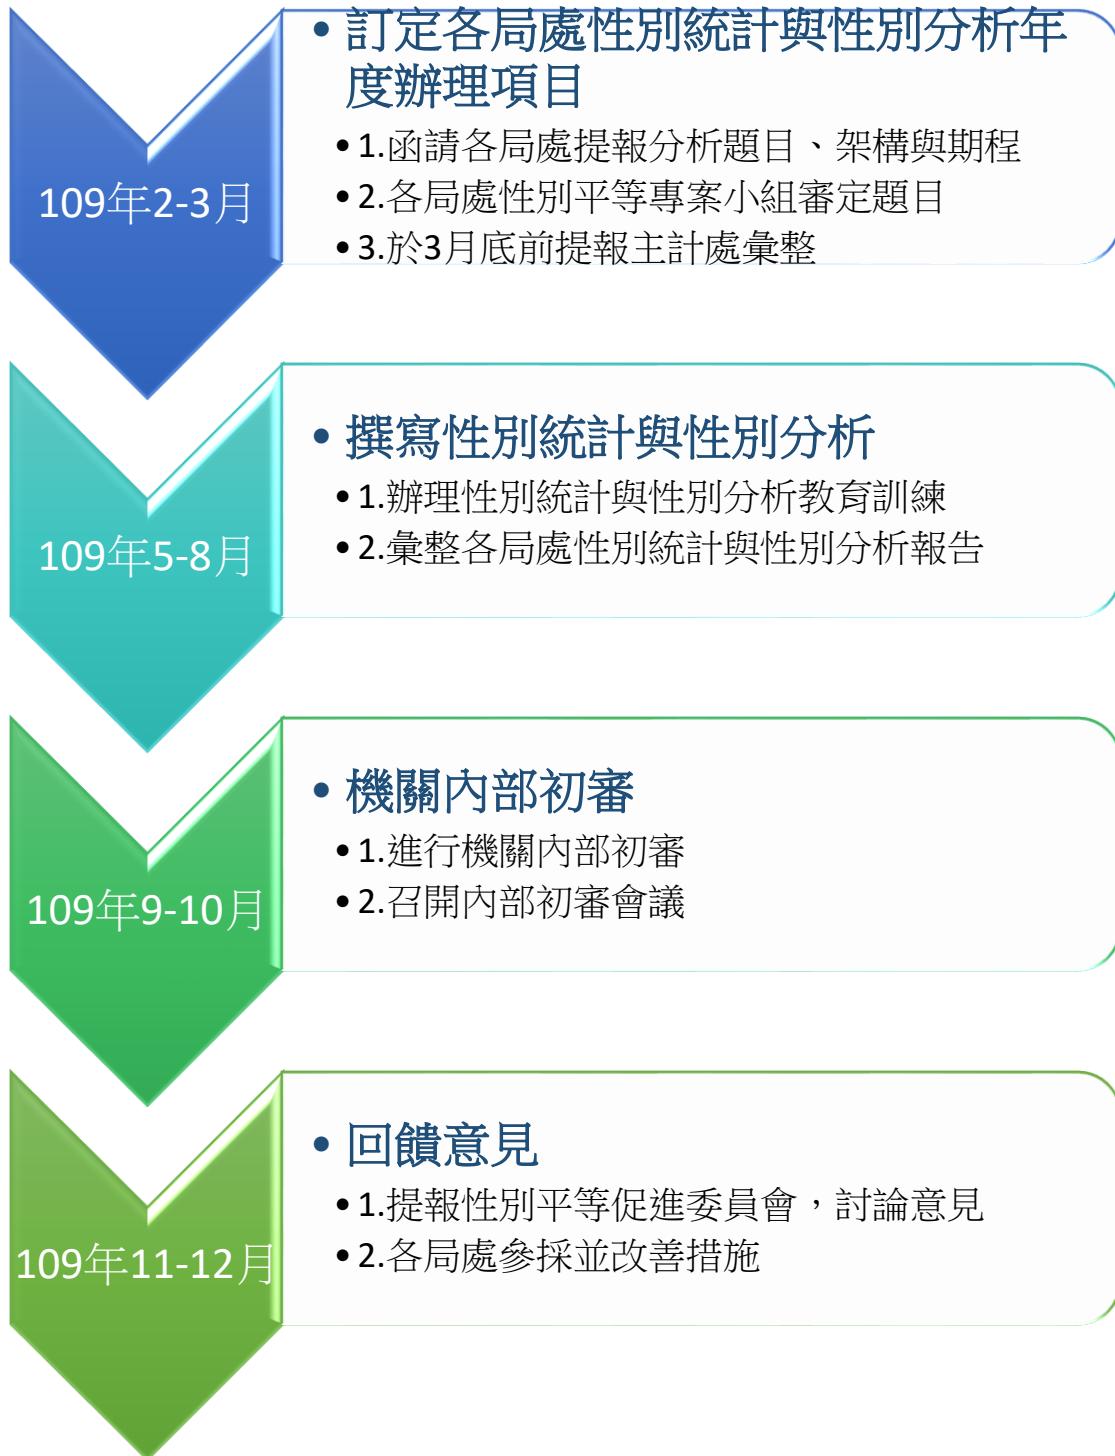 109年2-3月
• 訂定各局處性別統計與性別分析年
度辦理項目
• 1.函請各局處提報分析題目、架構與期程
• 2.各局處性別平等專案小組審定題目
• 3.於3月底前提報主計處彙整
109年5-8月
• 撰寫性別統計與性別分析
• 1.辦理性別統計與性別分析教育訓練
• 2.彙整各局處性別統計與性別分析報告
109年9-10月
• 機關內部初審
• 1.進行機關內部初審
• 2.召開內部初審會議
109年11-12月
• 回饋意見
• 1.提報性別平等促進委員會，討論意見
• 2.各局處參採並改善措施